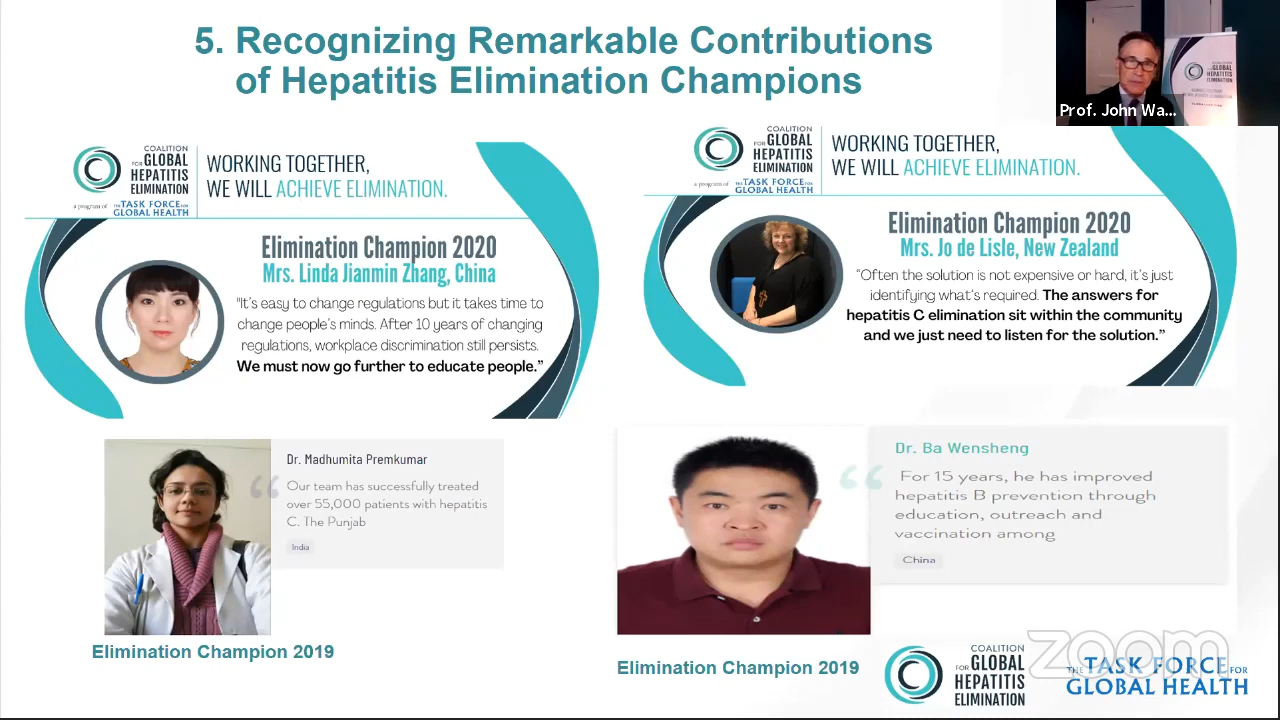 5. Recognizing Remarkable Contributions
of Hepatitis Elimination Champions
Prof. John Wa...
COALITION
FOR GLOBAL
HEPATITIS
ELIMINATION
a program of THE TASK FORCE FOR
GLOBAL HEALTH
WORKING TOGETHER,
WE WILL ACHIEVE ELIMINATION.
Elimination Champion 2020
Mrs. Linda Jianmin Zhang, China
"It's easy to change regulations but it takes time to
change people's minds. After 10 years of changing
regulations, workplace discrimination still persists.
We must now go further to educate people."
COALITION
FOR GLOBAL
HEPATITIS
ELIMINATION
a program of THE TASK FORCE FOR
GLOBAL HEALTH
WORKING TOGETHER,
WE WILL ACHIEVE ELIMINATION.
Elimination Champion 2020
Mrs. Jo de Lisle, New Zealand
"Often the solution is not expensive or hard, it's just
identifying what's required. The answers for
hepatitis C elimination sit within the community
and we just need to listen for the solution."
Dr. Madhumita Premkumar
Our team has successfully treated
over 55,000 patients with hepatitis
C. The Punjab
India
Elimination Champion 2019
Dr. Ba Wensheng
For 15 years, he has improved
hepatitis B prevention through
education, outreach and
vaccination among
China
Elimination Champion 2019
COALITION
FOR GLOBAL
HEPATITIS
ELIMINATION
THE TASK FORCE FOR
GLOBAL HEALTH
zoom